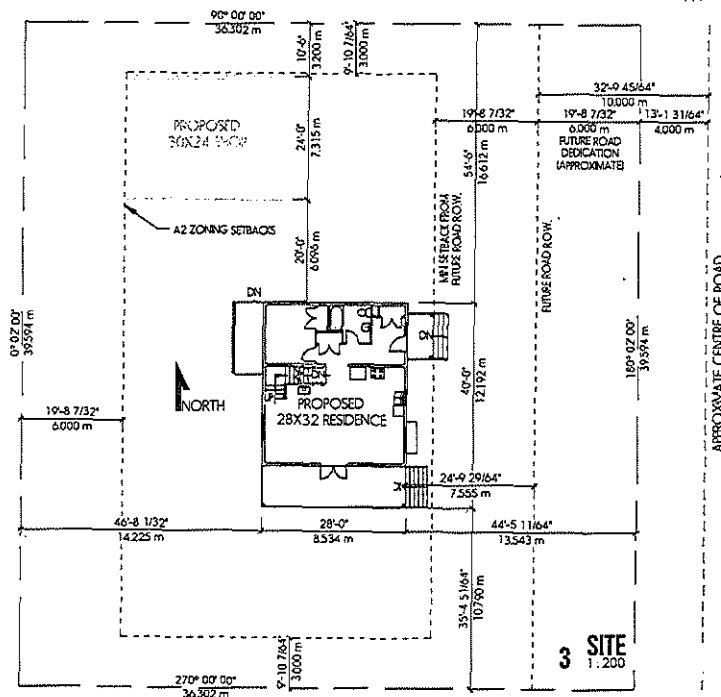 90° 00' 00"
36.302 m
10'-6"
3.200 m
9'-10 7/64"
3.000 m
32'-9 45/64"
10.000 m
19'-8 7/32"
6.000 m
19'-8 7/32"
6.000 m
13'-1 31/64"
4.000 m
FUTURE ROAD
DEDICATION
(APPROXIMATE)
PROPOSED
30X24 SHOP
24'-0"
7.315 m
54'-6"
16.612 m
A2 ZONING SETBACKS
20'-0"
6.096 m
MIN SETBACK FROM
FUTURE ROAD ROW.
FUTURE ROAD R.O.W.
APPROXIMATE CENTRE OF ROAD
0° 02' 00"
39.594 m
180° 02' 00"
39.594 m
DN
DN
40'-0"
12.192 m
NORTH
PROPOSED
28X32 RESIDENCE
19'-8 7/32"
6.000 m
24'-9 29/64"
7.555 m
46'-8 1/32"
14.225 m
28'-0"
8.534 m
44'-5 11/64"
13.543 m
35'-4 51/64"
10.790 m
9'-10 7/64"
3.000 m
270° 00' 00"
36.302 m
3 SITE
1:200